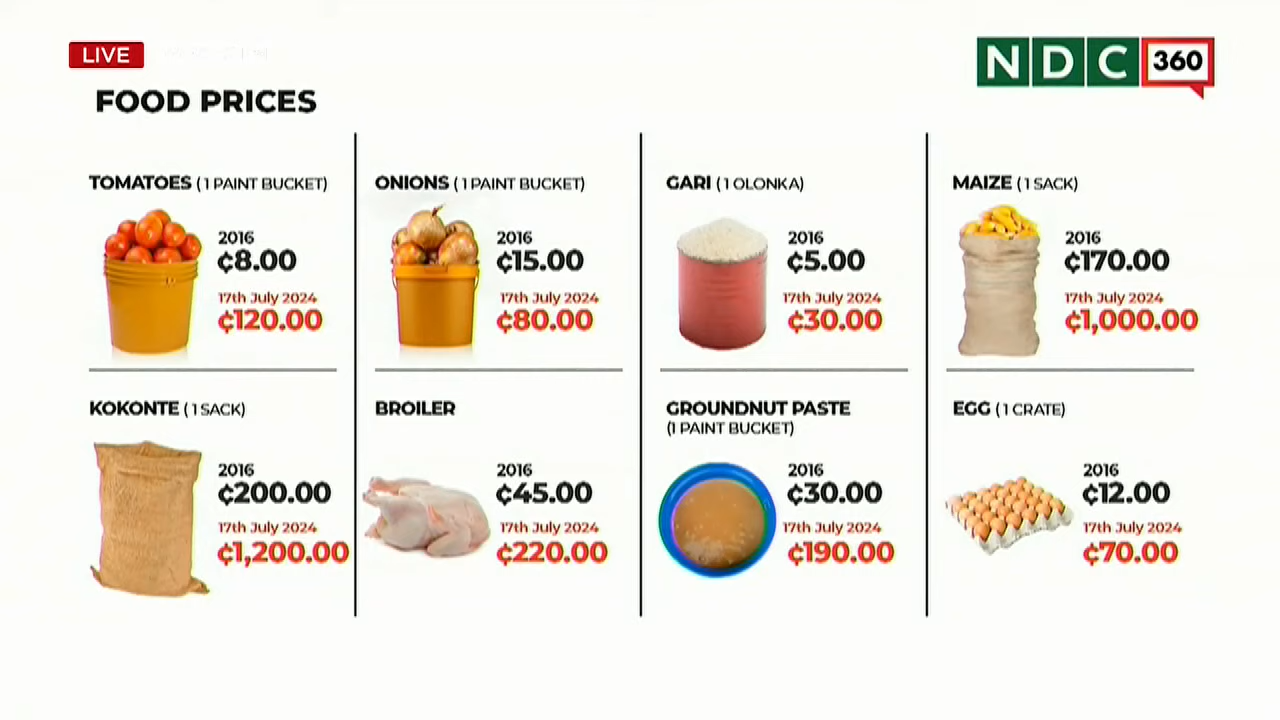 LIVE
NDC 360
FOOD PRICES
TOMATOES (1 PAINT BUCKET)
2016
¢8.00
17th July 2024
¢120.00
ONIONS (1 PAINT BUCKET)
2016
¢15.00
17th July 2024
¢80.00
GARI (1 OLONKA)
2016
¢5.00
17th July 2024
¢30.00
MAIZE (1 SACK)
2016
¢170.00
17th July 2024
¢1,000.00
KOKONTE (1 SACK)
2016
¢200.00
17th July 2024
¢1,200.00
BROILER
2016
¢45.00
17th July 2024
¢220.00
GROUNDNUT PASTE
(1 PAINT BUCKET)
2016
¢30.00
17th July 2024
¢190.00
EGG (1 CRATE)
2016
¢12.00
17th July 2024
¢70.00